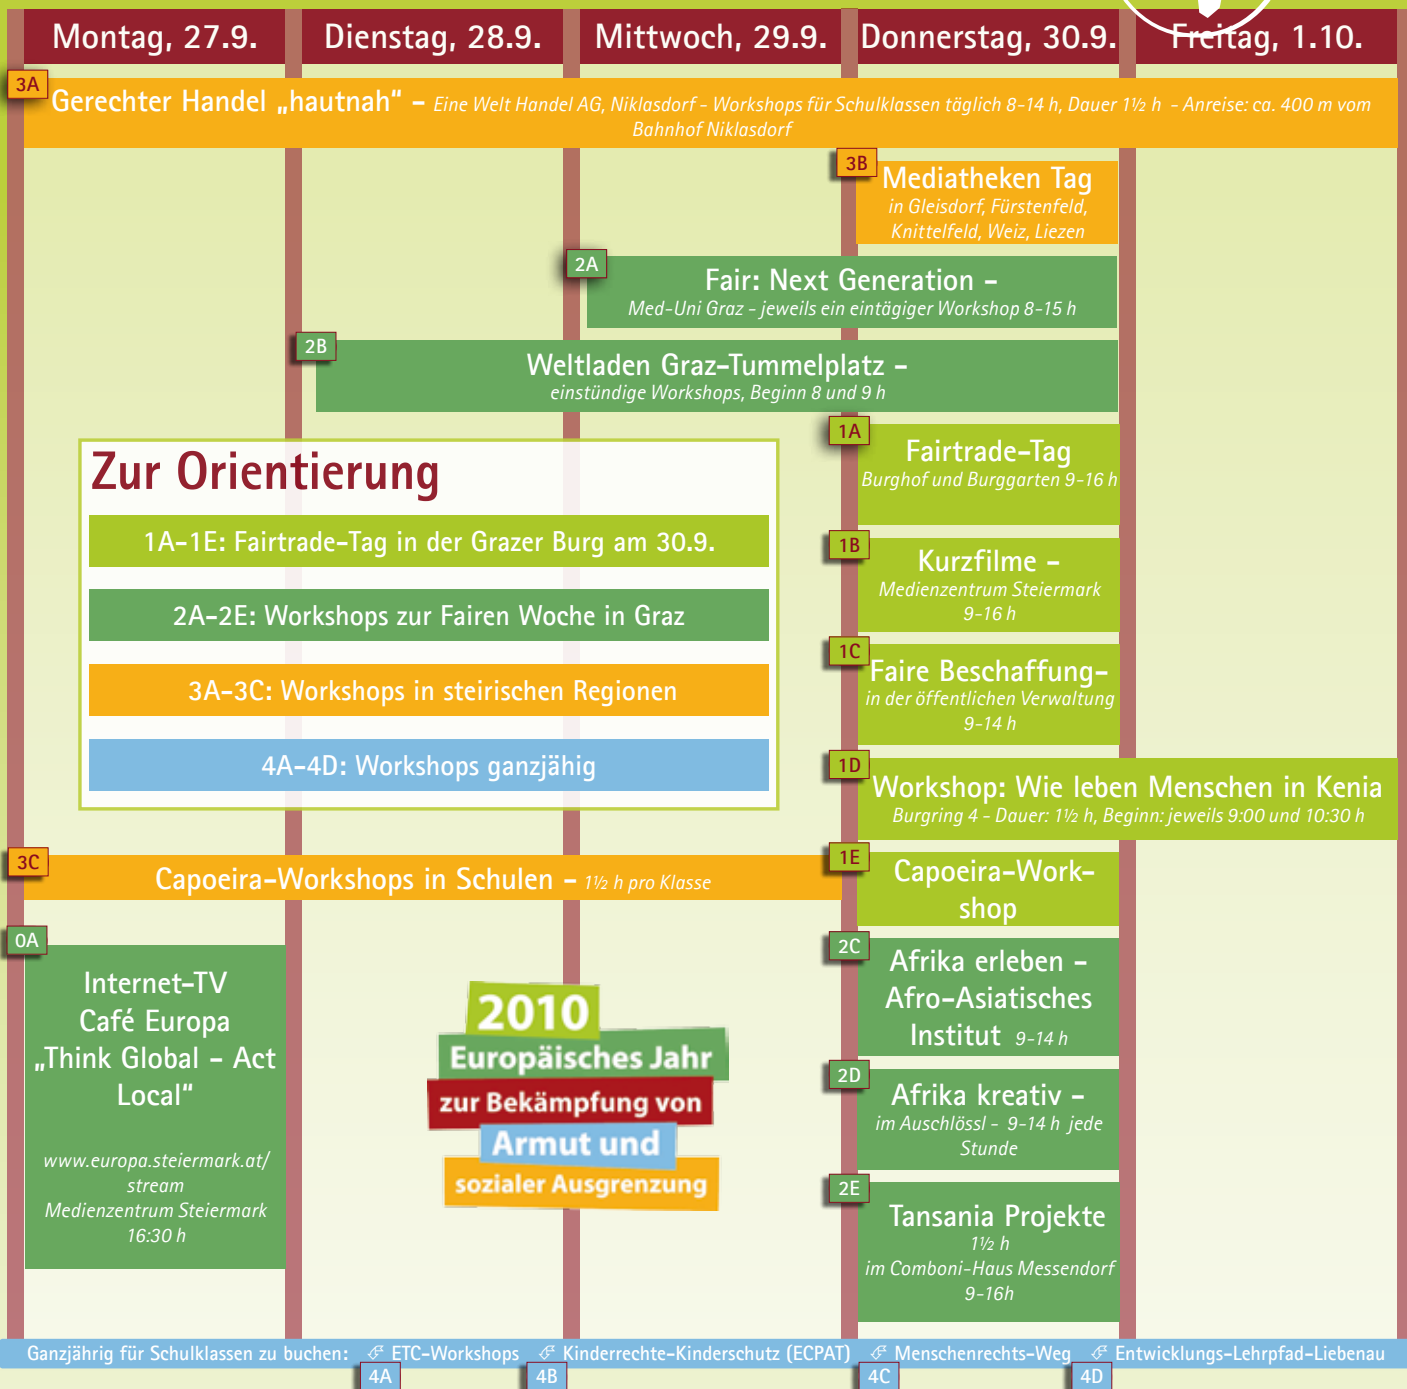 Montag, 27.9.
Dienstag, 28.9.
Mittwoch, 29.9.
Donnerstag, 30.9.
Freitag, 1.10.
3A
Gerechter Handel „hautnah“ – Eine Welt Handel AG, Niklasdorf - Workshops für Schulklassen täglich 8-14 h, Dauer 1½ h - Anreise: ca. 400 m vom
Bahnhof Niklasdorf
3B
Mediatheken Tag
in Gleisdorf, Fürstenfeld,
Knittelfeld, Weiz, Liezen
2A
Fair: Next Generation –
Med-Uni Graz - jeweils ein eintägiger Workshop 8-15 h
2B
Weltladen Graz-Tummelplatz –
einstündige Workshops, Beginn 8 und 9 h
Zur Orientierung
1A-1E: Fairtrade-Tag in der Grazer Burg am 30.9.
2A-2E: Workshops zur Fairen Woche in Graz
3A-3C: Workshops in steirischen Regionen
4A-4D: Workshops ganzjähig
1A
Fairtrade-Tag
Burghof und Burggarten 9-16 h
1B
Kurzfilme –
Medienzentrum Steiermark
9-16 h
1C
Faire Beschaffung-
in der öffentlichen Verwaltung
9-14 h
1D
Workshop: Wie leben Menschen in Kenia
Burgring 4 - Dauer: 1½ h, Beginn: jeweils 9:00 und 10:30 h
3C
Capoeira-Workshops in Schulen – 1½ h pro Klasse
1E
Capoeira-Work-
shop
0A
Internet-TV
Café Europa
„Think Global - Act
Local“
www.europa.steiermark.at/
stream
Medienzentrum Steiermark
16:30 h
2010
Europäisches Jahr
zur Bekämpfung von
Armut und
sozialer Ausgrenzung
2C
Afrika erleben –
Afro-Asiatisches
Institut 9-14 h
2D
Afrika kreativ –
im Auschlössl - 9-14 h jede
Stunde
2E
Tansania Projekte
1½ h
im Comboni-Haus Messendorf
9-16h
Ganzjährig für Schulklassen zu buchen: ETC-Workshops Kinderrechte-Kinderschutz (ECPAT) Menschenrechts-Weg Entwicklungs-Lehrpfad-Liebenau
4A
4B
4C
4D